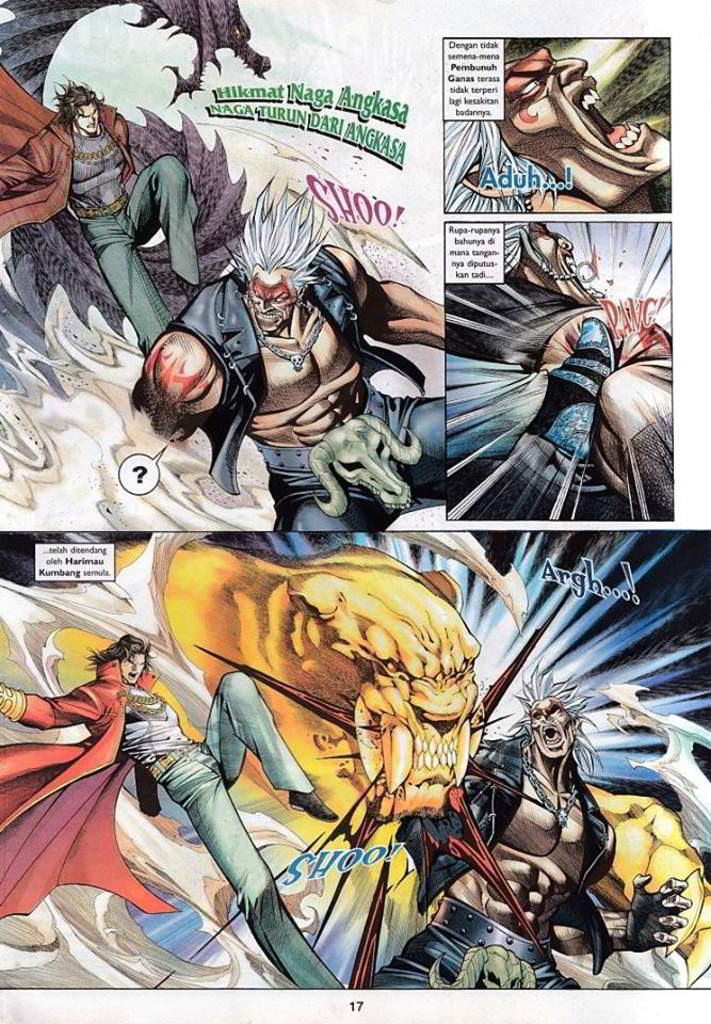 Hikmat Naga Angkasa
NAGA TURUN DARI ANGKASA
SHOO!
?
Dengan tidak
semena-mena
Pembunuh
Ganas terasa
tidak terperi
lagi kesakitan
badannya.
Aduh...!
Rupa-rupanya
bahunya di
mana tangan-
nya diputus-
kan tadi....
PANG!
...telah ditendang
oleh Harimau
Kumbang semula.
Argh...!
SHOO!
17